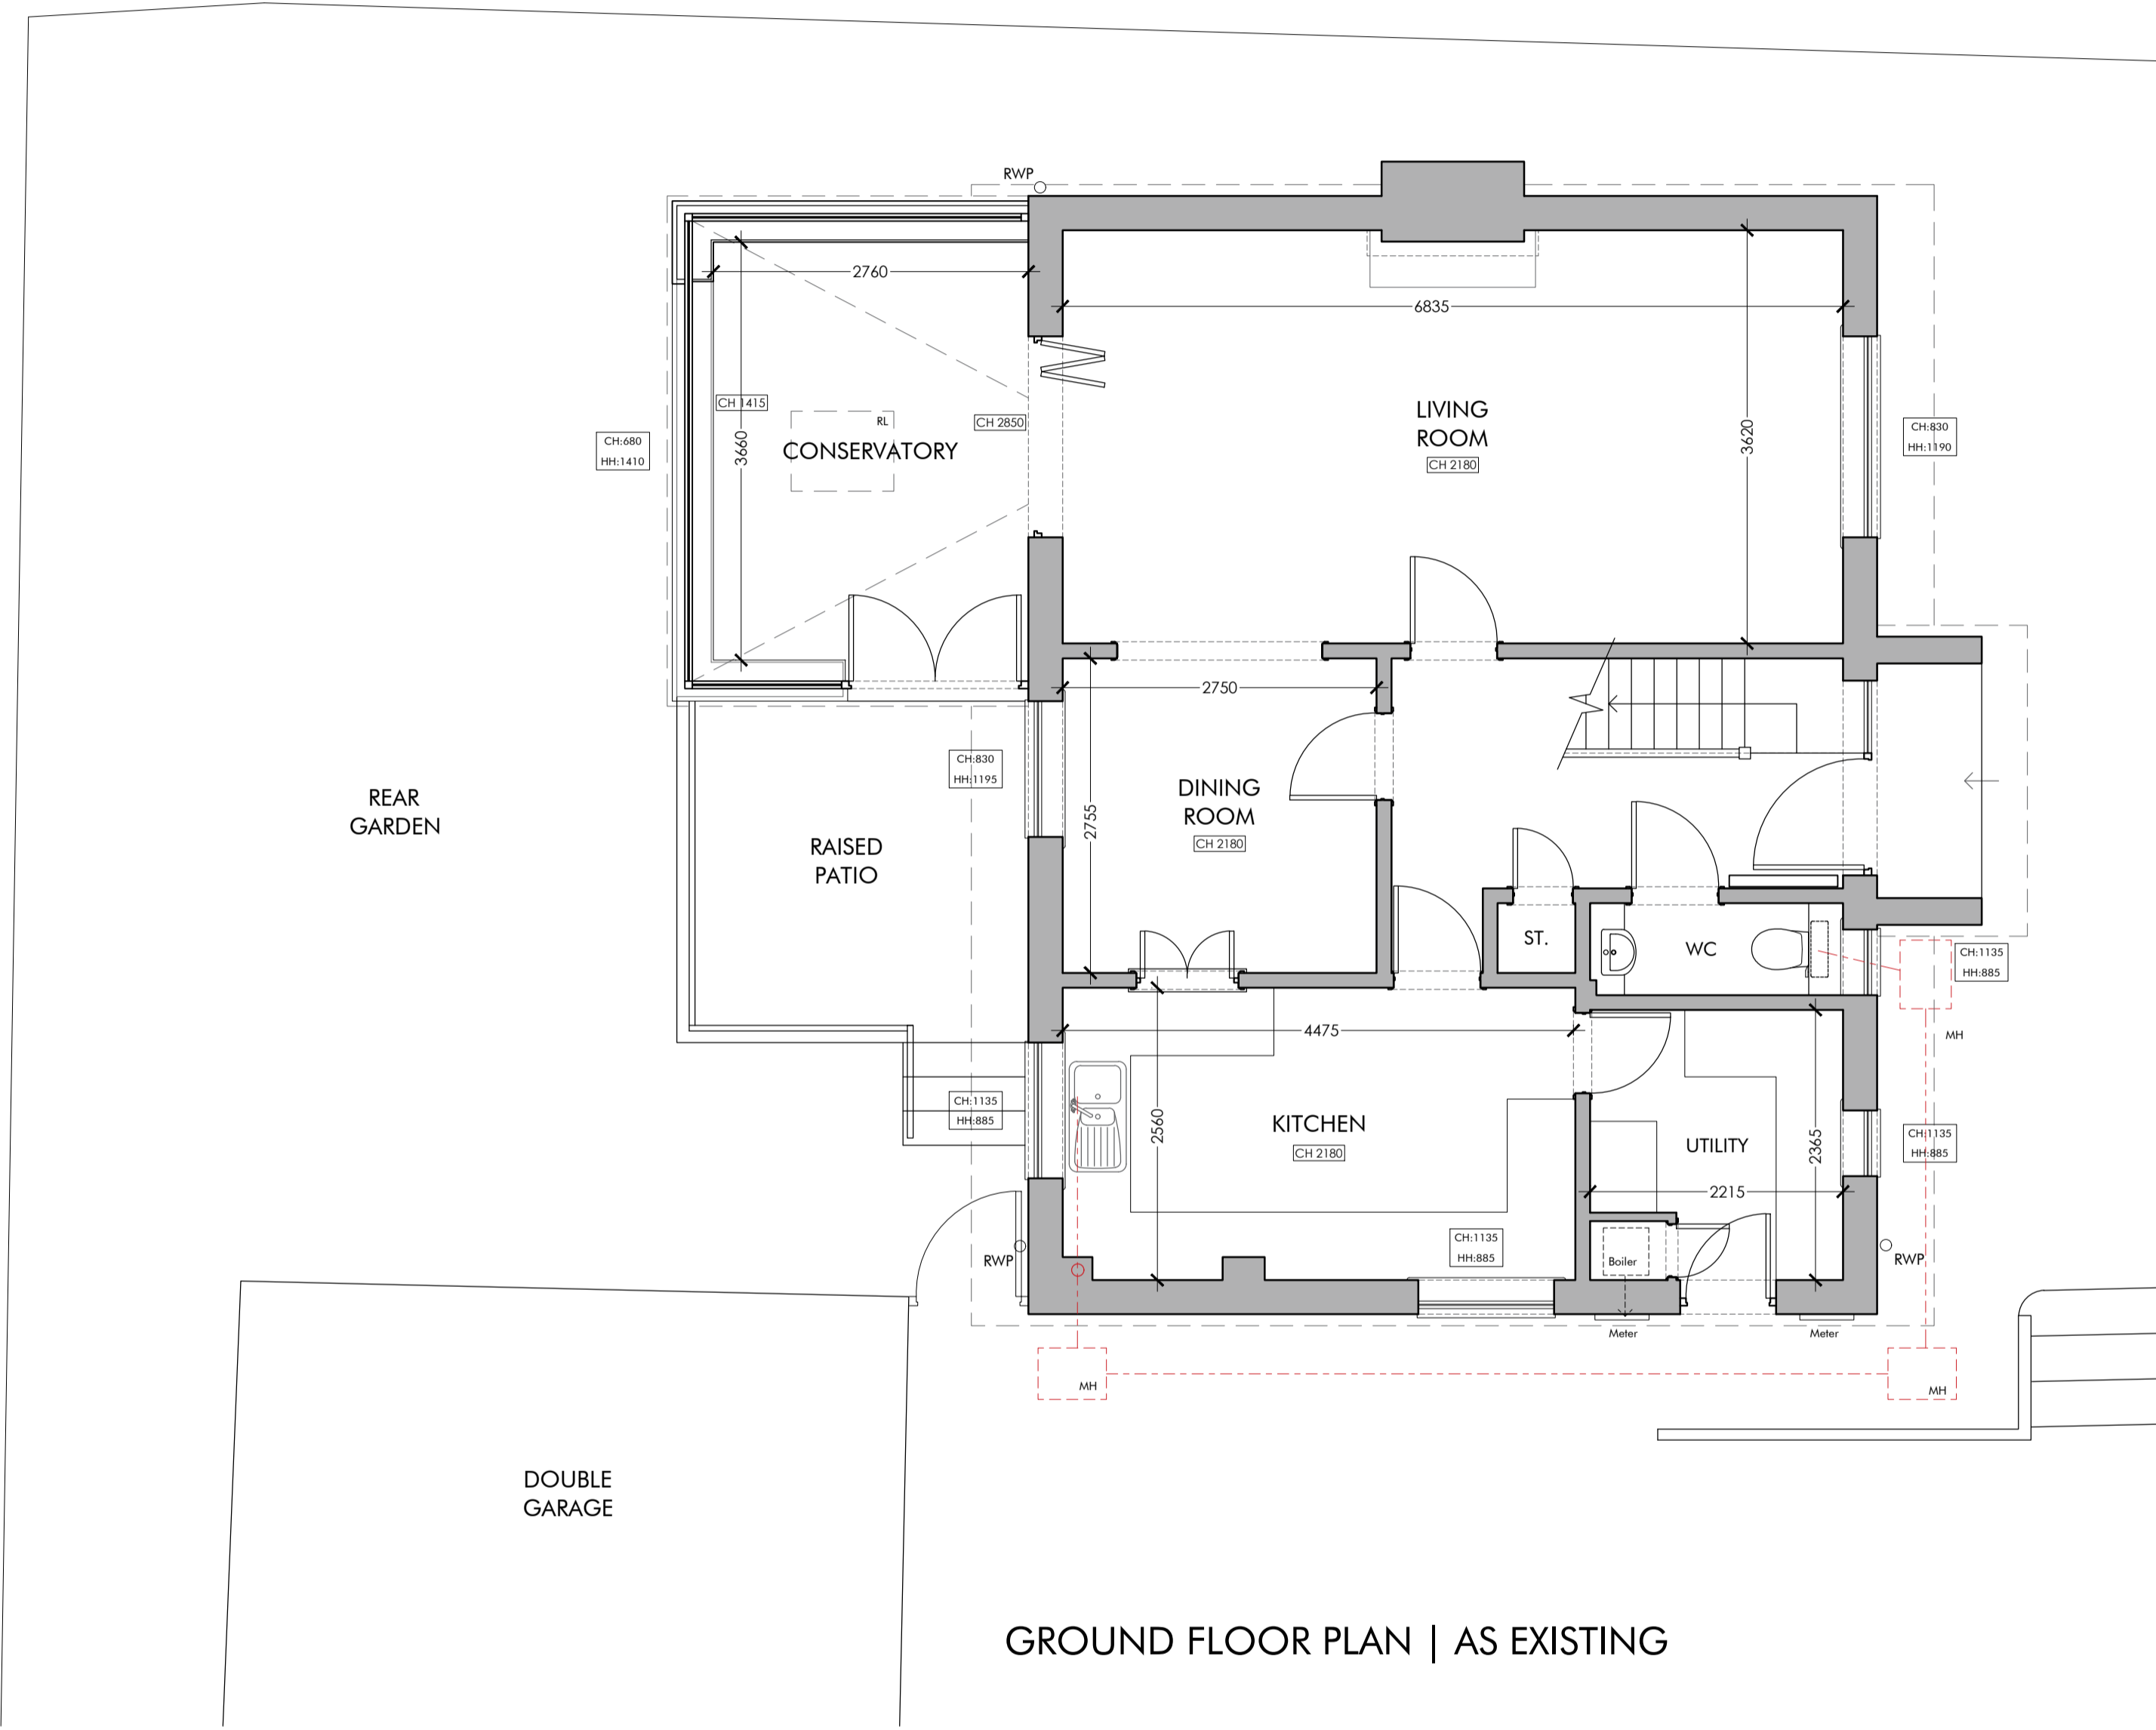 RWP
2760
6835
CH 1415
RL
CH 2850
CONSERVATORY
3660
CH:680
HH:1410
LIVING
ROOM
CH 2180
3620
CH:830
HH:1190
2750
CH:830
HH:1195
DINING
ROOM
CH 2180
2755
REAR
GARDEN
RAISED
PATIO
ST.
WC
CH:1135
HH:885
MH
4475
CH:1135
HH:885
2560
KITCHEN
CH 2180
UTILITY
2365
CH:1135
HH:885
2215
CH:1135
HH:885
RWP
Boiler
RWP
Meter
Meter
MH
MH
DOUBLE
GARAGE
GROUND FLOOR PLAN | AS EXISTING